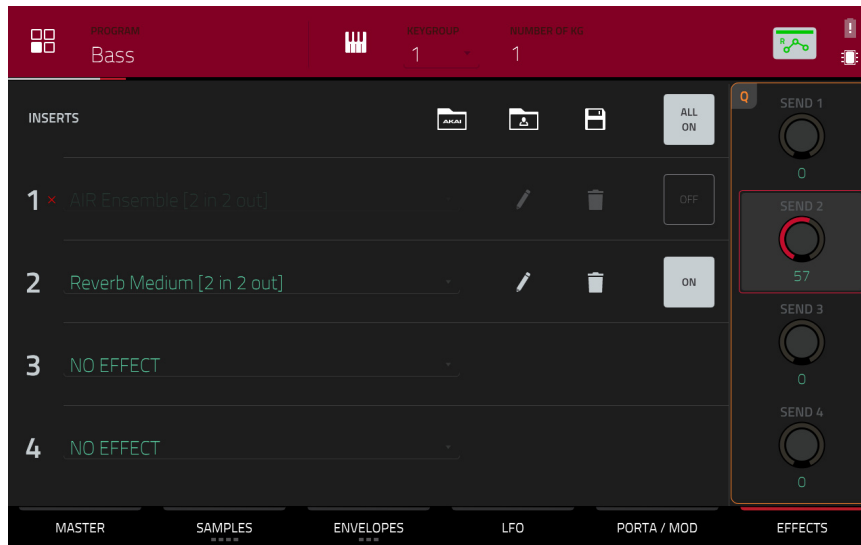 PROGRAM
Bass
KEYGROUP
1
NUMBER OF KG
1
R
!
INSERTS
AKAI
ALL ON
1 × AIR Ensemble [2 in 2 out]
OFF
2 Reverb Medium [2 in 2 out]
ON
3 NO EFFECT
4 NO EFFECT
Q
SEND 1
0
SEND 2
57
SEND 3
0
SEND 4
0
MASTER SAMPLES ENVELOPES LFO PORTA / MOD EFFECTS